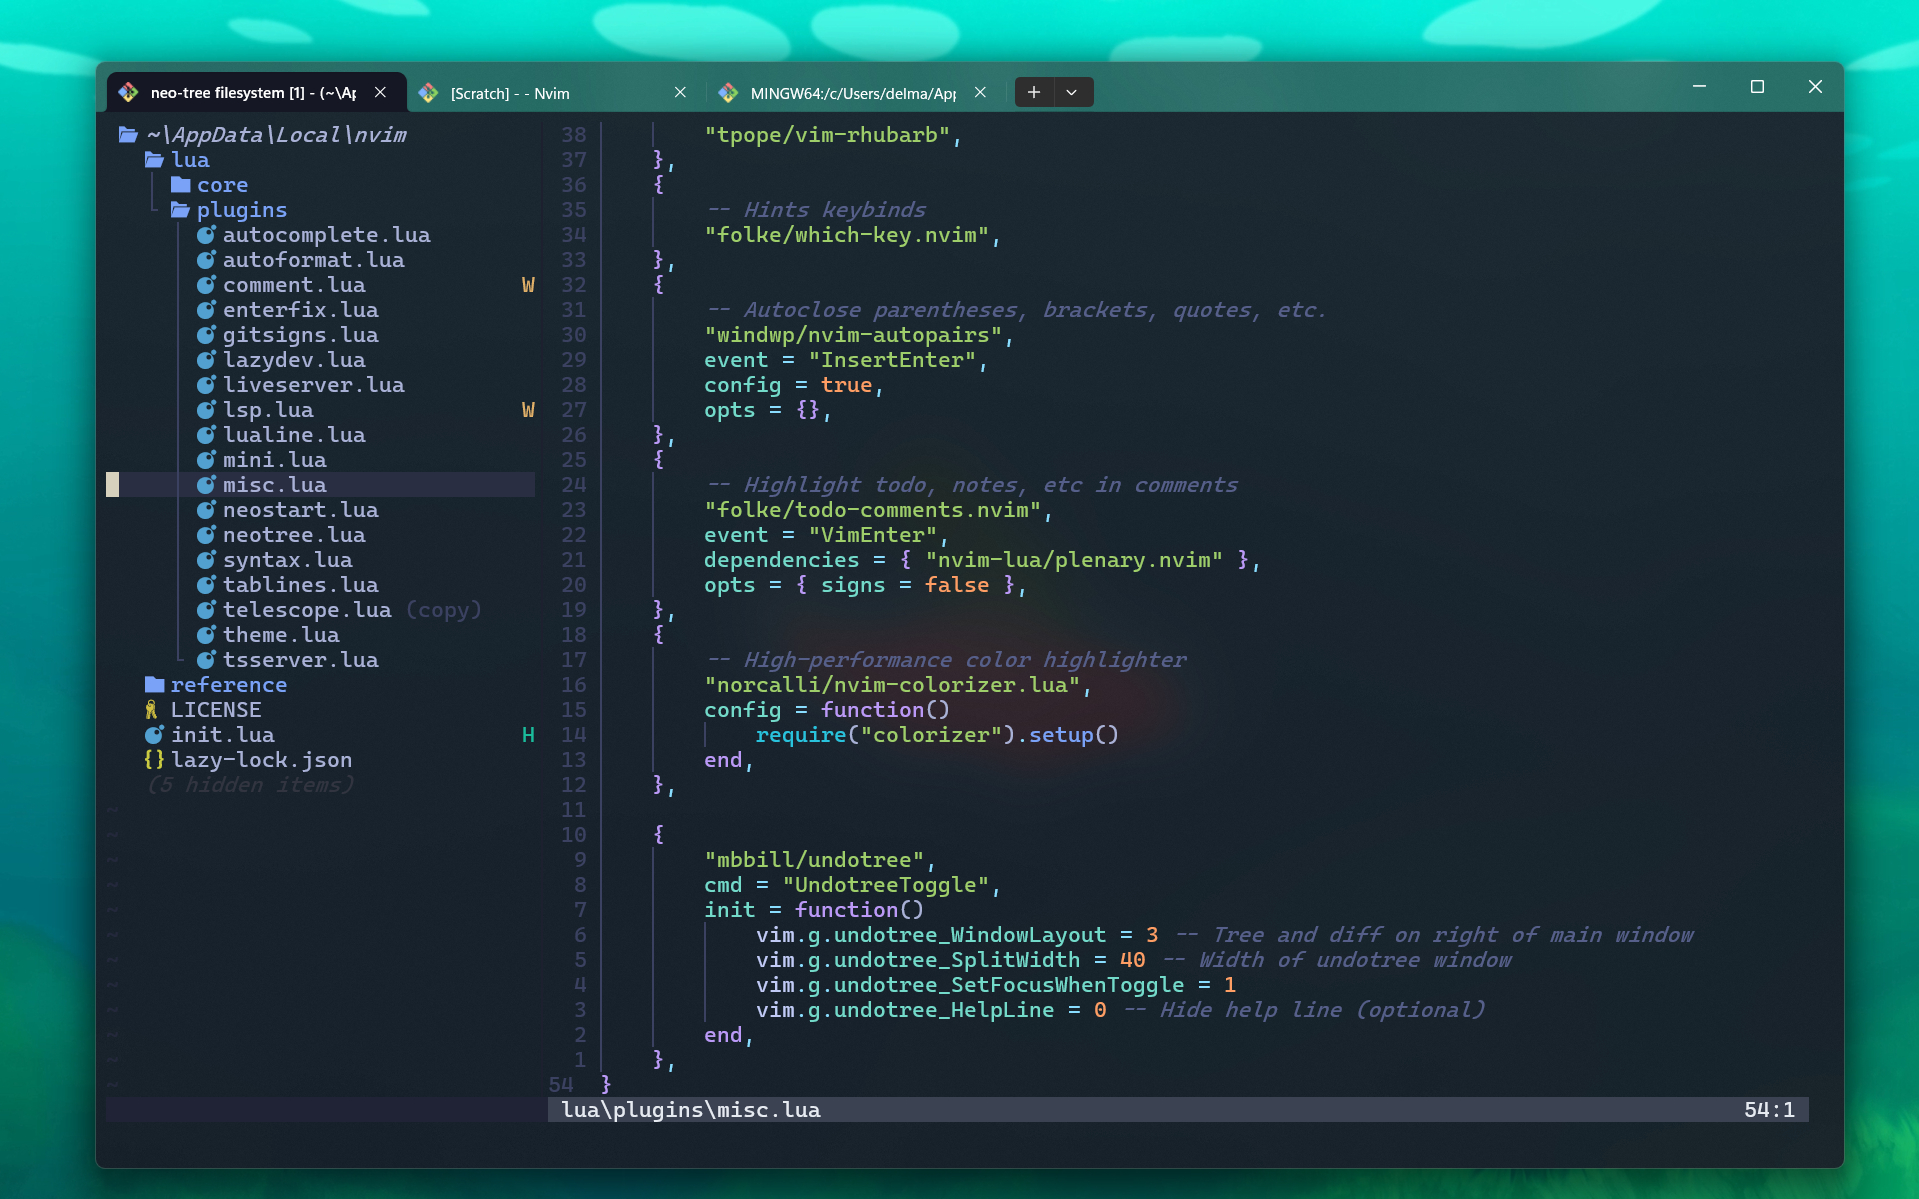 neo-tree filesystem [1] - (~\Ap
[Scratch] - - Nvim
MINGW64:/c/Users/delma/App
~\AppData\Local\nvim
lua
core
plugins
autocomplete.lua
autoformat.lua
comment.lua W
enterfix.lua
gitsigns.lua
lazydev.lua
liveserver.lua
lsp.lua W
lualine.lua
mini.lua
misc.lua
neostart.lua
neotree.lua
syntax.lua
tablines.lua
telescope.lua (copy)
theme.lua
tsserver.lua
reference
LICENSE
init.lua H
{} lazy-lock.json
(5 hidden items)
~
~
~
~
~
~
~
~
~
~
~
~
38 "tpope/vim-rhubarb",
37 },
36 {
35 -- Hints keybinds
34 "folke/which-key.nvim",
33 },
32 {
31 -- Autoclose parentheses, brackets, quotes, etc.
30 "windwp/nvim-autopairs",
29 event = "InsertEnter",
28 config = true,
27 opts = {},
26 },
25 {
24 -- Highlight todo, notes, etc in comments
23 "folke/todo-comments.nvim",
22 event = "VimEnter",
21 dependencies = { "nvim-lua/plenary.nvim" },
20 opts = { signs = false },
19 },
18 {
17 -- High-performance color highlighter
16 "norcalli/nvim-colorizer.lua",
15 config = function()
14 require("colorizer").setup()
13 end,
12 },
11
10 {
9 "mbbill/undotree",
8 cmd = "UndotreeToggle",
7 init = function()
6 vim.g.undotree_WindowLayout = 3 -- Tree and diff on right of main window
5 vim.g.undotree_SplitWidth = 40 -- Width of undotree window
4 vim.g.undotree_SetFocusWhenToggle = 1
3 vim.g.undotree_HelpLine = 0 -- Hide help line (optional)
2 end,
1 },
54 }
lua\plugins\misc.lua 54:1